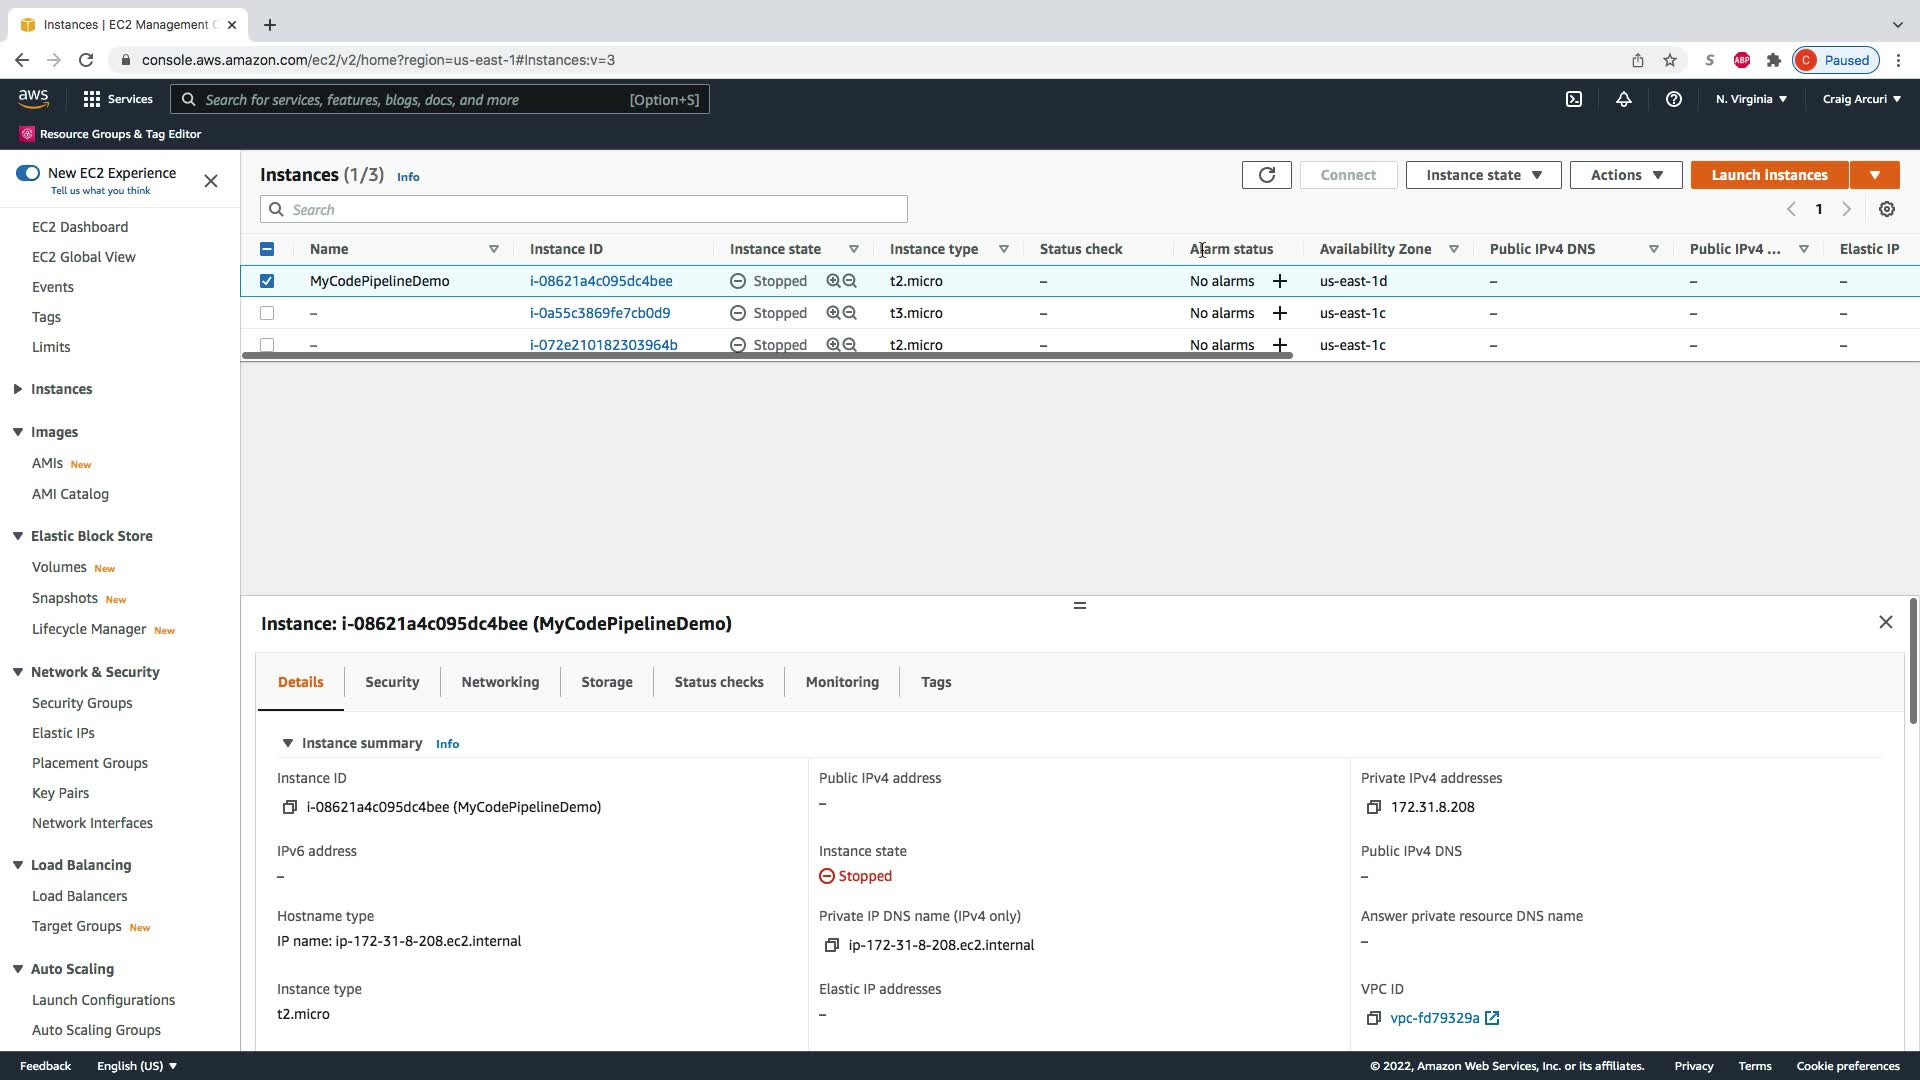 Instances | EC2 Management C
console.aws.amazon.com/ec2/v2/home?region=us-east-1#Instances:v=3
S
ABP
C Paused
aws
Services
Search for services, features, blogs, docs, and more [Option+S]
N. Virginia
Craig Arcuri
Resource Groups & Tag Editor
New EC2 Experience
Tell us what you think
EC2 Dashboard
EC2 Global View
Events
Tags
Limits
Instances
Images
AMIs New
AMI Catalog
Elastic Block Store
Volumes New
Snapshots New
Lifecycle Manager New
Network & Security
Security Groups
Elastic IPs
Placement Groups
Key Pairs
Network Interfaces
Load Balancing
Load Balancers
Target Groups New
Auto Scaling
Launch Configurations
Auto Scaling Groups
Instances (1/3) Info
Connect
Instance state
Actions
Launch Instances
Search
1
Name Instance ID Instance state Instance type Status check Alarm status Availability Zone Public IPv4 DNS Public IPv4 ... Elastic IP
MyCodePipelineDemo i-08621a4c095dc4bee Stopped t2.micro – No alarms + us-east-1d – – –
– i-0a55c3869fe7cb0d9 Stopped t3.micro – No alarms + us-east-1c – – –
– i-072e210182303964b Stopped t2.micro – No alarms + us-east-1c – – –
Instance: i-08621a4c095dc4bee (MyCodePipelineDemo)
Details Security Networking Storage Status checks Monitoring Tags
Instance summary Info
Instance ID
i-08621a4c095dc4bee (MyCodePipelineDemo)
Public IPv4 address
–
Private IPv4 addresses
172.31.8.208
IPv6 address
–
Instance state
Stopped
Public IPv4 DNS
–
Hostname type
IP name: ip-172-31-8-208.ec2.internal
Private IP DNS name (IPv4 only)
ip-172-31-8-208.ec2.internal
Answer private resource DNS name
–
Instance type
t2.micro
Elastic IP addresses
–
VPC ID
vpc-fd79329a
Feedback
English (US)
© 2022, Amazon Web Services, Inc. or its affiliates.
Privacy
Terms
Cookie preferences